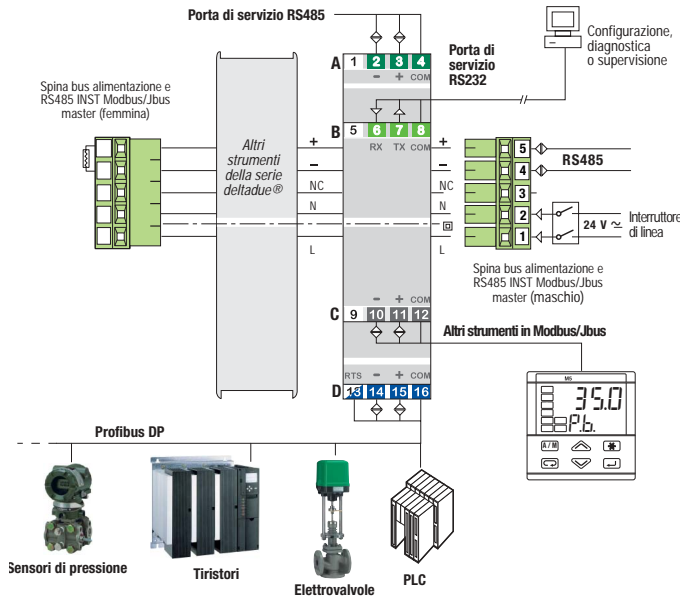 Porta di servizio RS485
A 1 2 3 4
− + COM
Porta di
servizio
RS232
Configurazione,
diagnostica
o supervisione
Spina bus alimentazione e
RS485 INST Modbus/Jbus
master (femmina)
Altri
strumenti
della serie
deltadue®
B 5 6 7 8
RX TX COM
+
−
NC
N
L
+
−
NC
N
L
5
4
3
2
1
RS485
24 V ~
Interruttore
di linea
Spina bus alimentazione e
RS485 INST Modbus/Jbus
master (maschio)
− + COM
C 9 10 11 12
Altri strumenti in Modbus/Jbus
RTS − + COM
D 13 14 15 16
M5
35.0
P.b.
A / M
Profibus DP
Sensori di pressione
Tiristori
Elettrovalvole
PLC